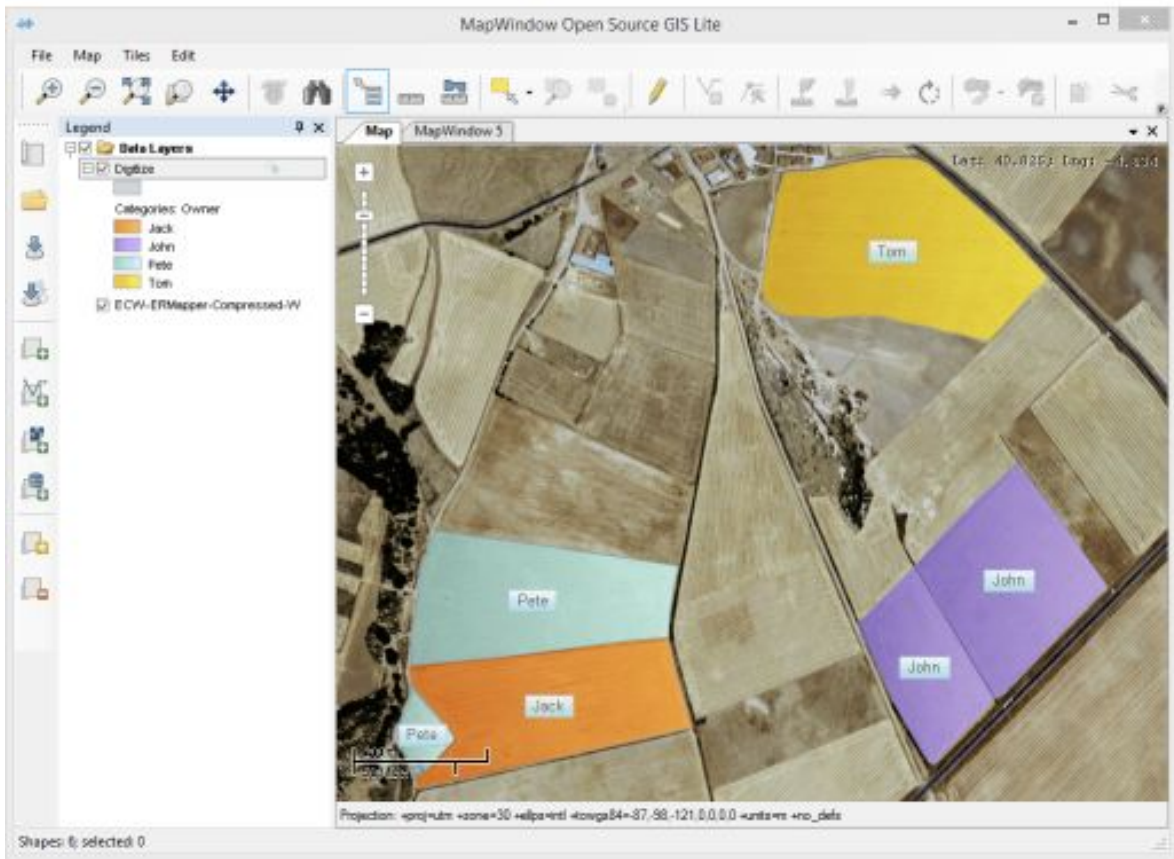 MapWindow Open Source GIS Lite
File Map Tiles Edit
Legend
Map MapWindow 5
Data Layers
Digitize
Categories: Owner
Jack
John
Pete
Tom
ECW-ERMapper-Compressed-W
Tom
John
Pete
John
Jack
Pete
Projection: +proj=utm +zone=30 +ellps=intl +towgs84=-87,-98,-121,0,0,0,0 +units=m +no_defs
Shapes: 6; selected: 0